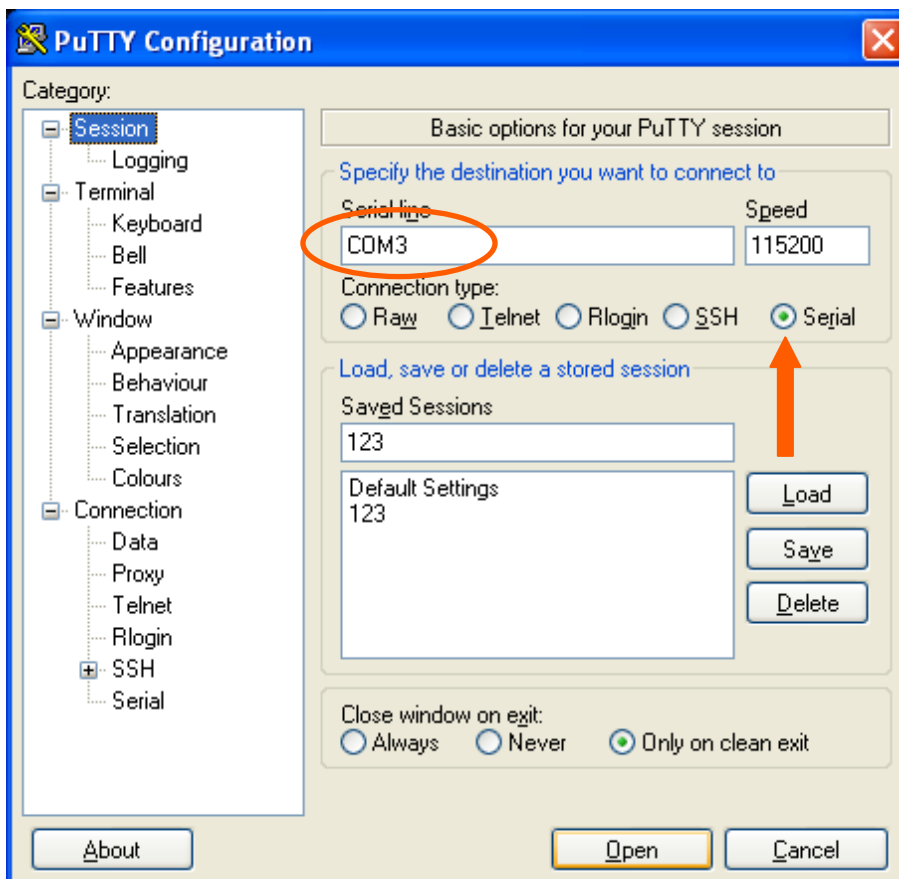 PuTTY Configuration
Category:
Session
Logging
Terminal
Keyboard
Bell
Features
Window
Appearance
Behaviour
Translation
Selection
Colours
Connection
Data
Proxy
Telnet
Rlogin
SSH
Serial
Basic options for your PuTTY session
Specify the destination you want to connect to
Serial line Speed
COM3 115200
Connection type:
Raw Telnet Rlogin SSH Serial
Load, save or delete a stored session
Saved Sessions
123
Default Settings
123
Load
Save
Delete
Close window on exit:
Always Never Only on clean exit
About Open Cancel